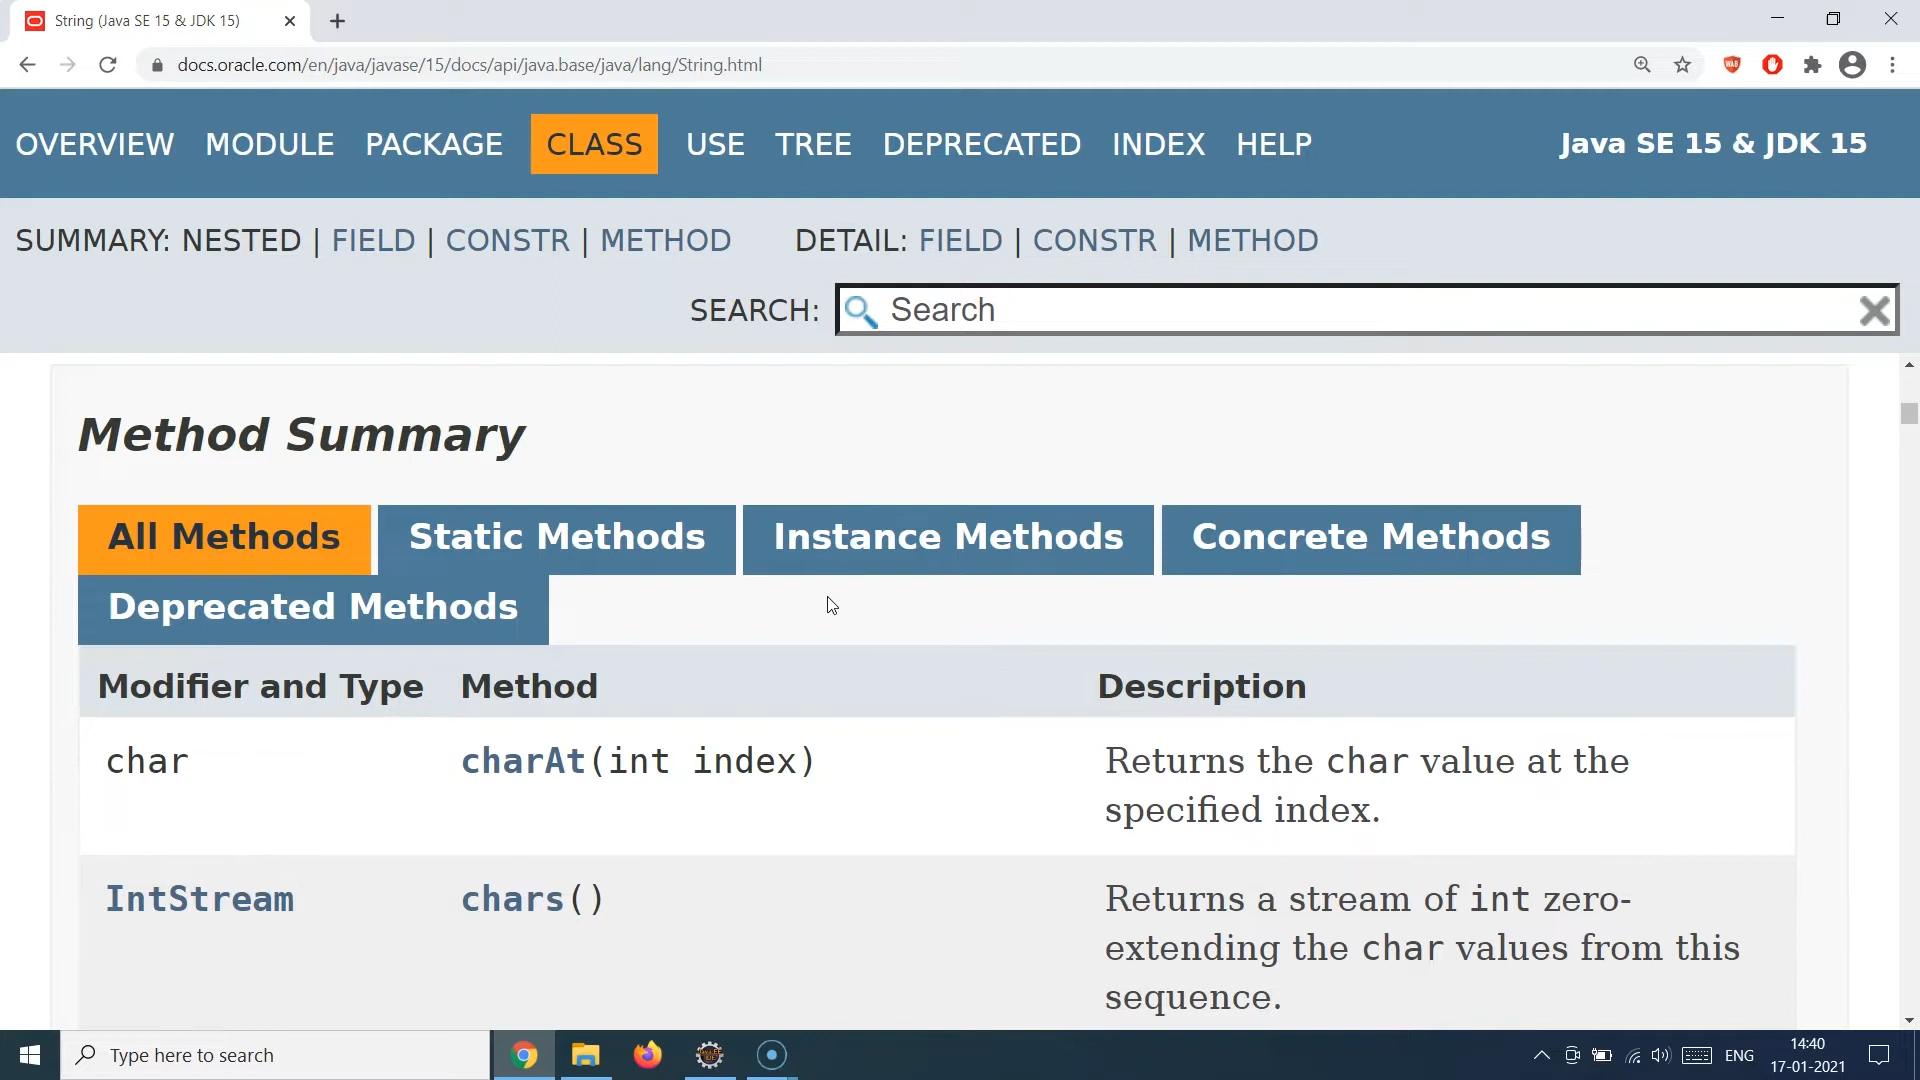 String (Java SE 15 & JDK 15)
docs.oracle.com/en/java/javase/15/docs/api/java.base/java/lang/String.html
OVERVIEW MODULE PACKAGE CLASS USE TREE DEPRECATED INDEX HELP Java SE 15 & JDK 15
SUMMARY: NESTED | FIELD | CONSTR | METHOD DETAIL: FIELD | CONSTR | METHOD
SEARCH: Search
Method Summary
All Methods Static Methods Instance Methods Concrete Methods
Deprecated Methods
Modifier and Type Method Description
char charAt(int index) Returns the char value at the
specified index.
IntStream chars() Returns a stream of int zero-
extending the char values from this
sequence.
Type here to search ENG 14:40
17-01-2021